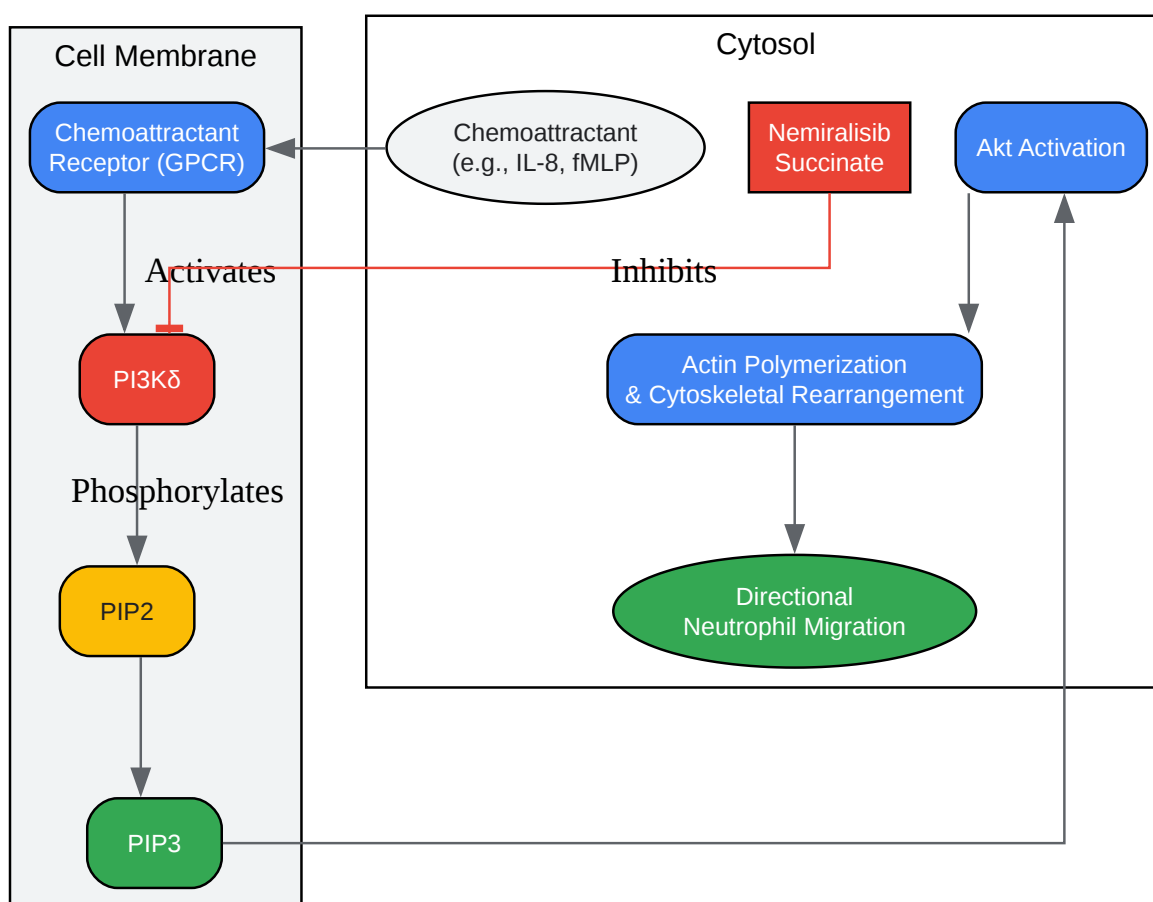 Cell Membrane
Cytosol
Chemoattractant
Receptor (GPCR)
Chemoattractant
(e.g., IL-8, fMLP)
Nemiralisib
Succinate
Akt Activation
Activates
Inhibits
PI3Kδ
Actin Polymerization
& Cytoskeletal Rearrangement
Phosphorylates
PIP2
Directional
Neutrophil Migration
PIP3